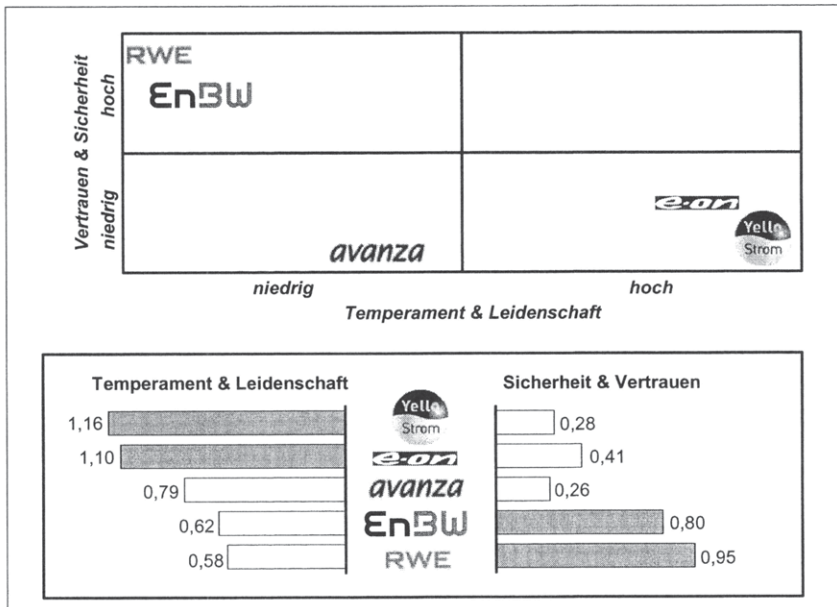 Vertrauen & Sicherheit
hoch
niedrig
RWE
EnBW
e·on
Yello
Strom
avanza
niedrig
hoch
Temperament & Leidenschaft
Temperament & Leidenschaft
Sicherheit & Vertrauen
1,16
Yello
Strom
0,28
1,10
e·on
0,41
0,79
avanza
0,26
0,62
EnBW
0,80
0,58
RWE
0,95